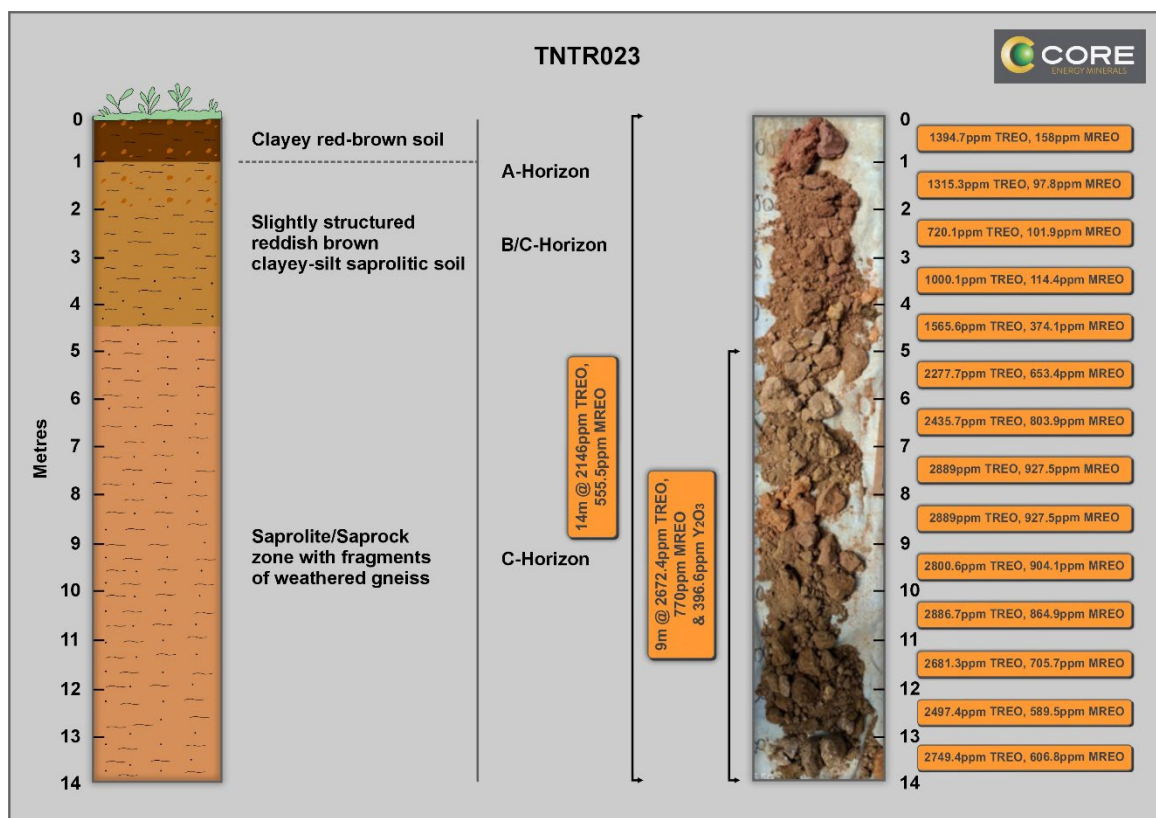 TNTR023
CORE
ENERGY MINERALS
Metres
0
1
2
3
4
5
6
7
8
9
10
11
12
13
14
Clayey red-brown soil
Slightly structured
reddish brown
clayey-silt saprolitic soil
Saprolite/Saprock
zone with fragments
of weathered gneiss
A-Horizon
B/C-Horizon
C-Horizon
14m @ 2146ppm TREO,
555.5ppm MREO
9m @ 2672.4ppm TREO,
770ppm MREO
& 396.6ppm Y2O3
0
1
2
3
4
5
6
7
8
9
10
11
12
13
14
1394.7ppm TREO, 158ppm MREO
1315.3ppm TREO, 97.8ppm MREO
720.1ppm TREO, 101.9ppm MREO
1000.1ppm TREO, 114.4ppm MREO
1565.6ppm TREO, 374.1ppm MREO
2277.7ppm TREO, 653.4ppm MREO
2435.7ppm TREO, 803.9ppm MREO
2889ppm TREO, 927.5ppm MREO
2889ppm TREO, 927.5ppm MREO
2800.6ppm TREO, 904.1ppm MREO
2886.7ppm TREO, 864.9ppm MREO
2681.3ppm TREO, 705.7ppm MREO
2497.4ppm TREO, 589.5ppm MREO
2749.4ppm TREO, 606.8ppm MREO